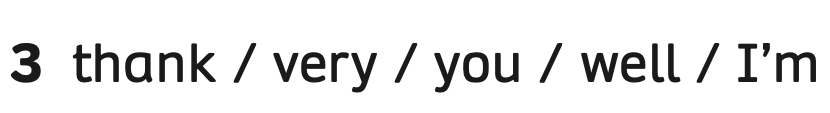 3 thank / very / you / well / I’m